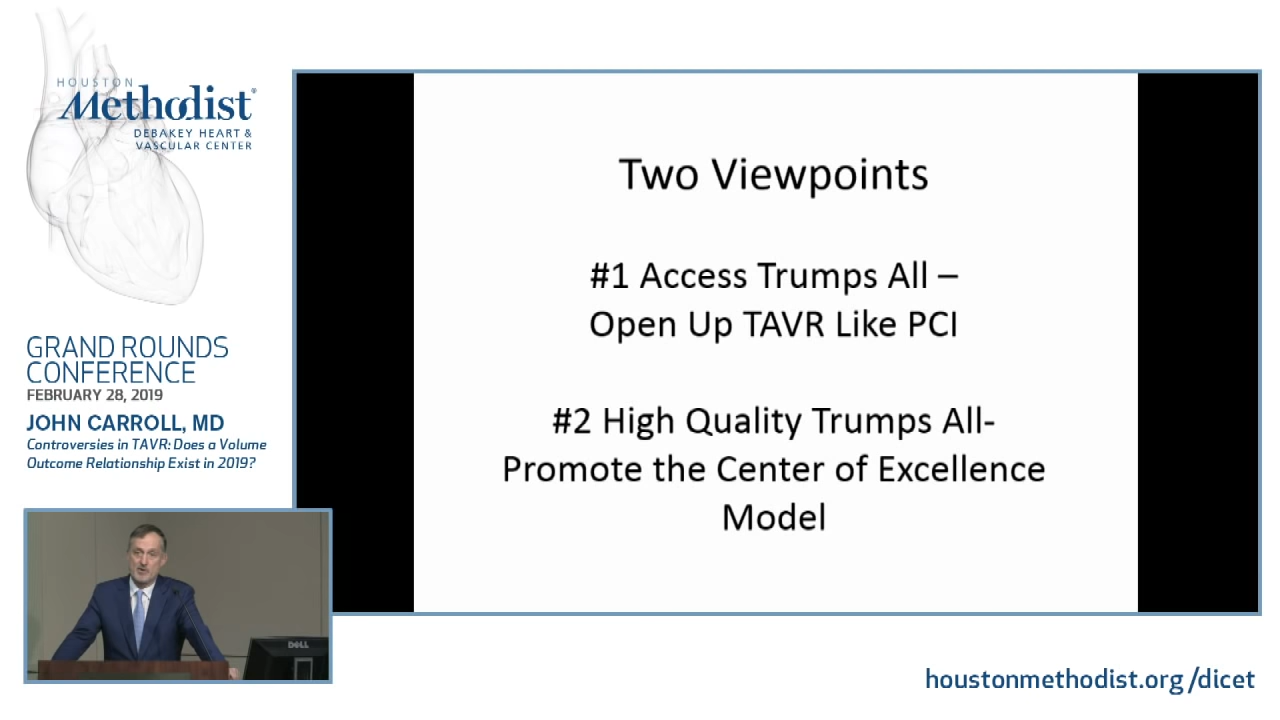 HOUSTON
Methodist®
DEBAKEY HEART &
VASCULAR CENTER
GRAND ROUNDS
CONFERENCE
FEBRUARY 28, 2019
JOHN CARROLL, MD
Controversies in TAVR: Does a Volume
Outcome Relationship Exist in 2019?
Two Viewpoints
#1 Access Trumps All –
Open Up TAVR Like PCI
#2 High Quality Trumps All-
Promote the Center of Excellence
Model
DELL
houstonmethodist.org/dicet